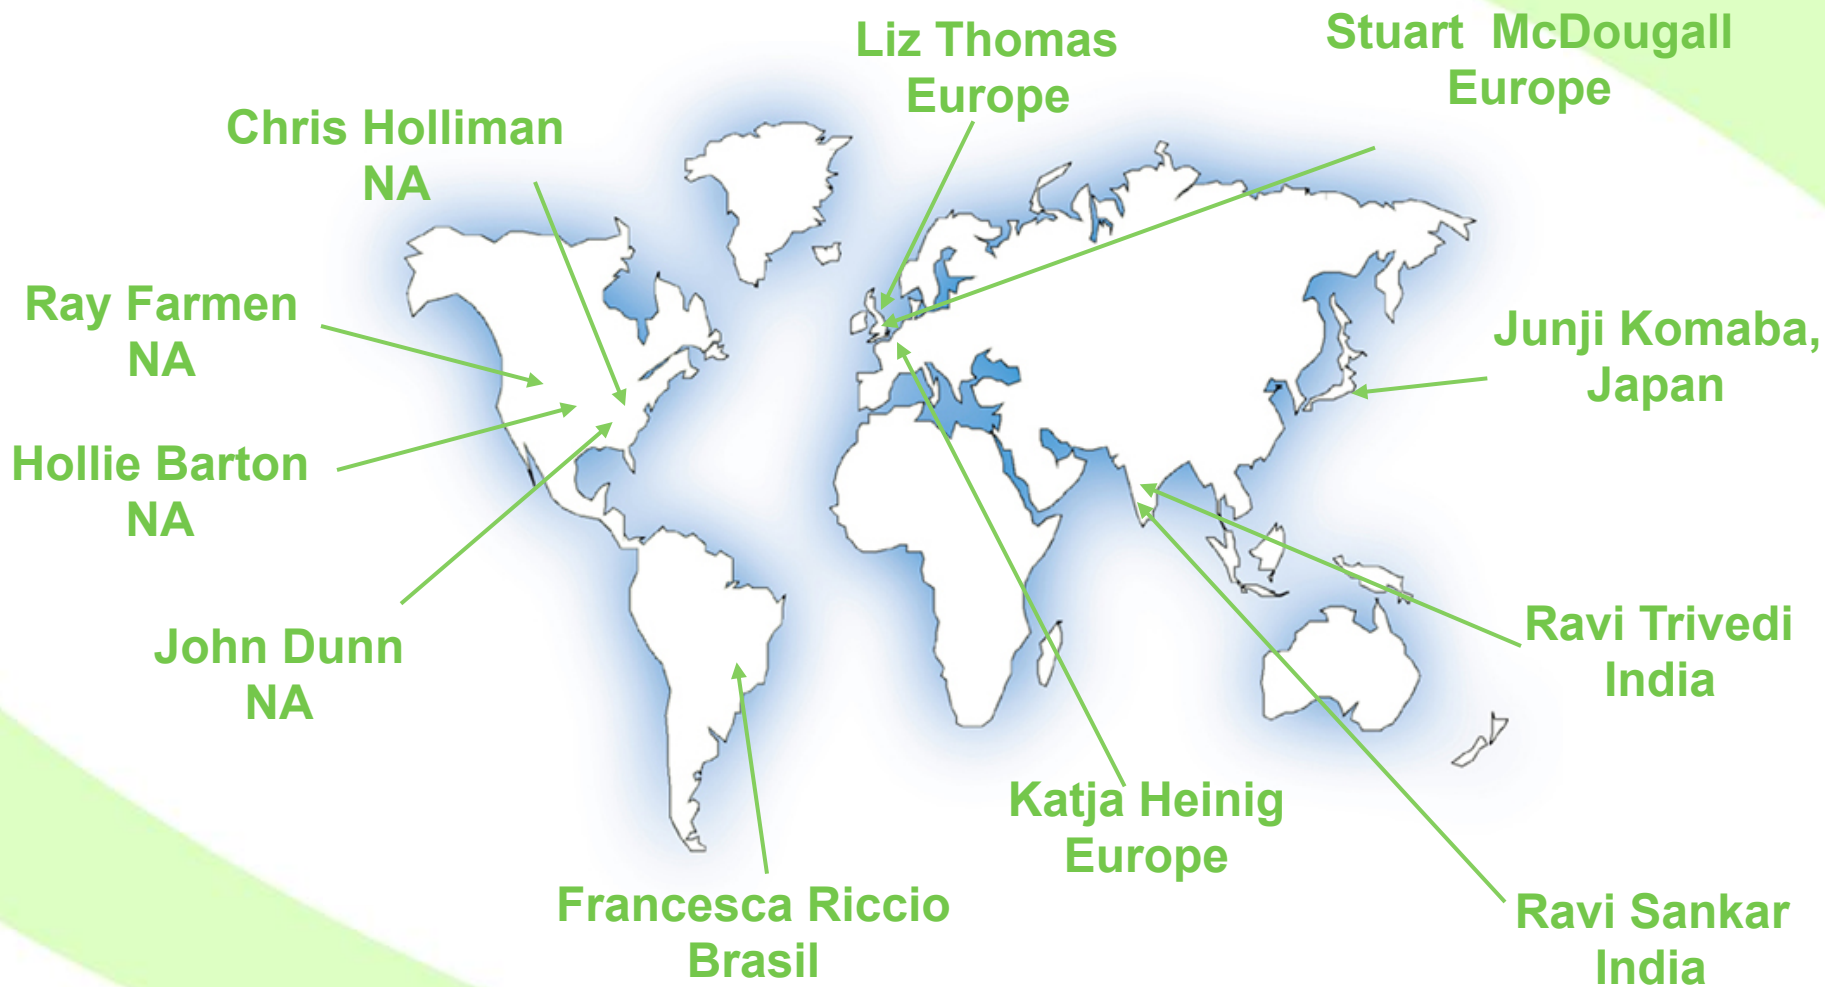 Liz Thomas
Europe
Stuart McDougall
Europe
Chris Holliman
NA
Ray Farmen
NA
Junji Komaba,
Japan
Hollie Barton
NA
John Dunn
NA
Ravi Trivedi
India
Katja Heinig
Europe
Francesca Riccio
Brasil
Ravi Sankar
India